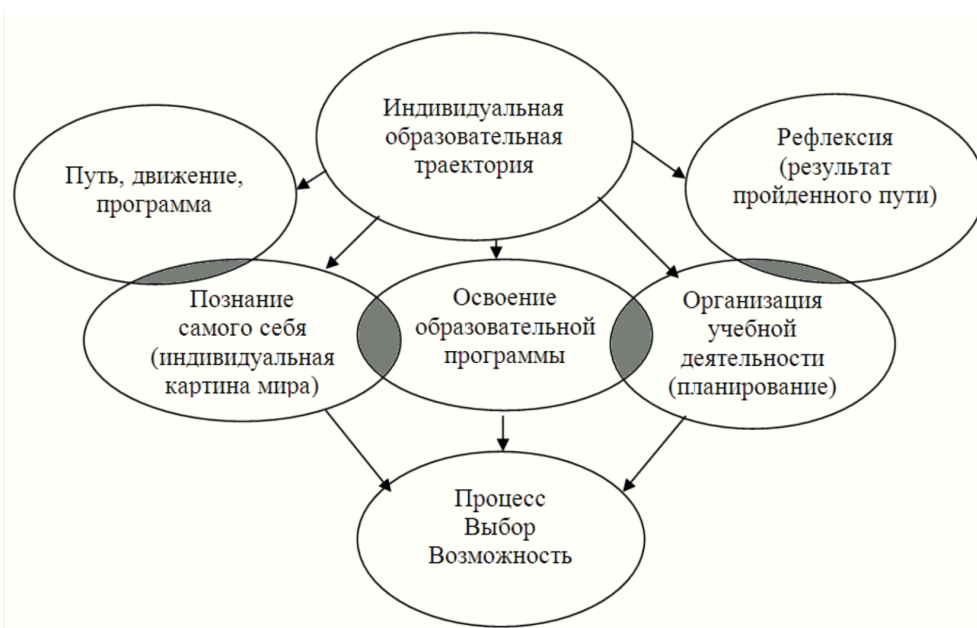 Индивидуальная
образовательная
траектория
Путь, движение,
программа
Рефлексия
(результат
пройденного пути)
Познание
самого себя
(индивидуальная
картина мира)
Освоение
образовательной
программы
Организация
учебной
деятельности
(планирование)
Процесс
Выбор
Возможность